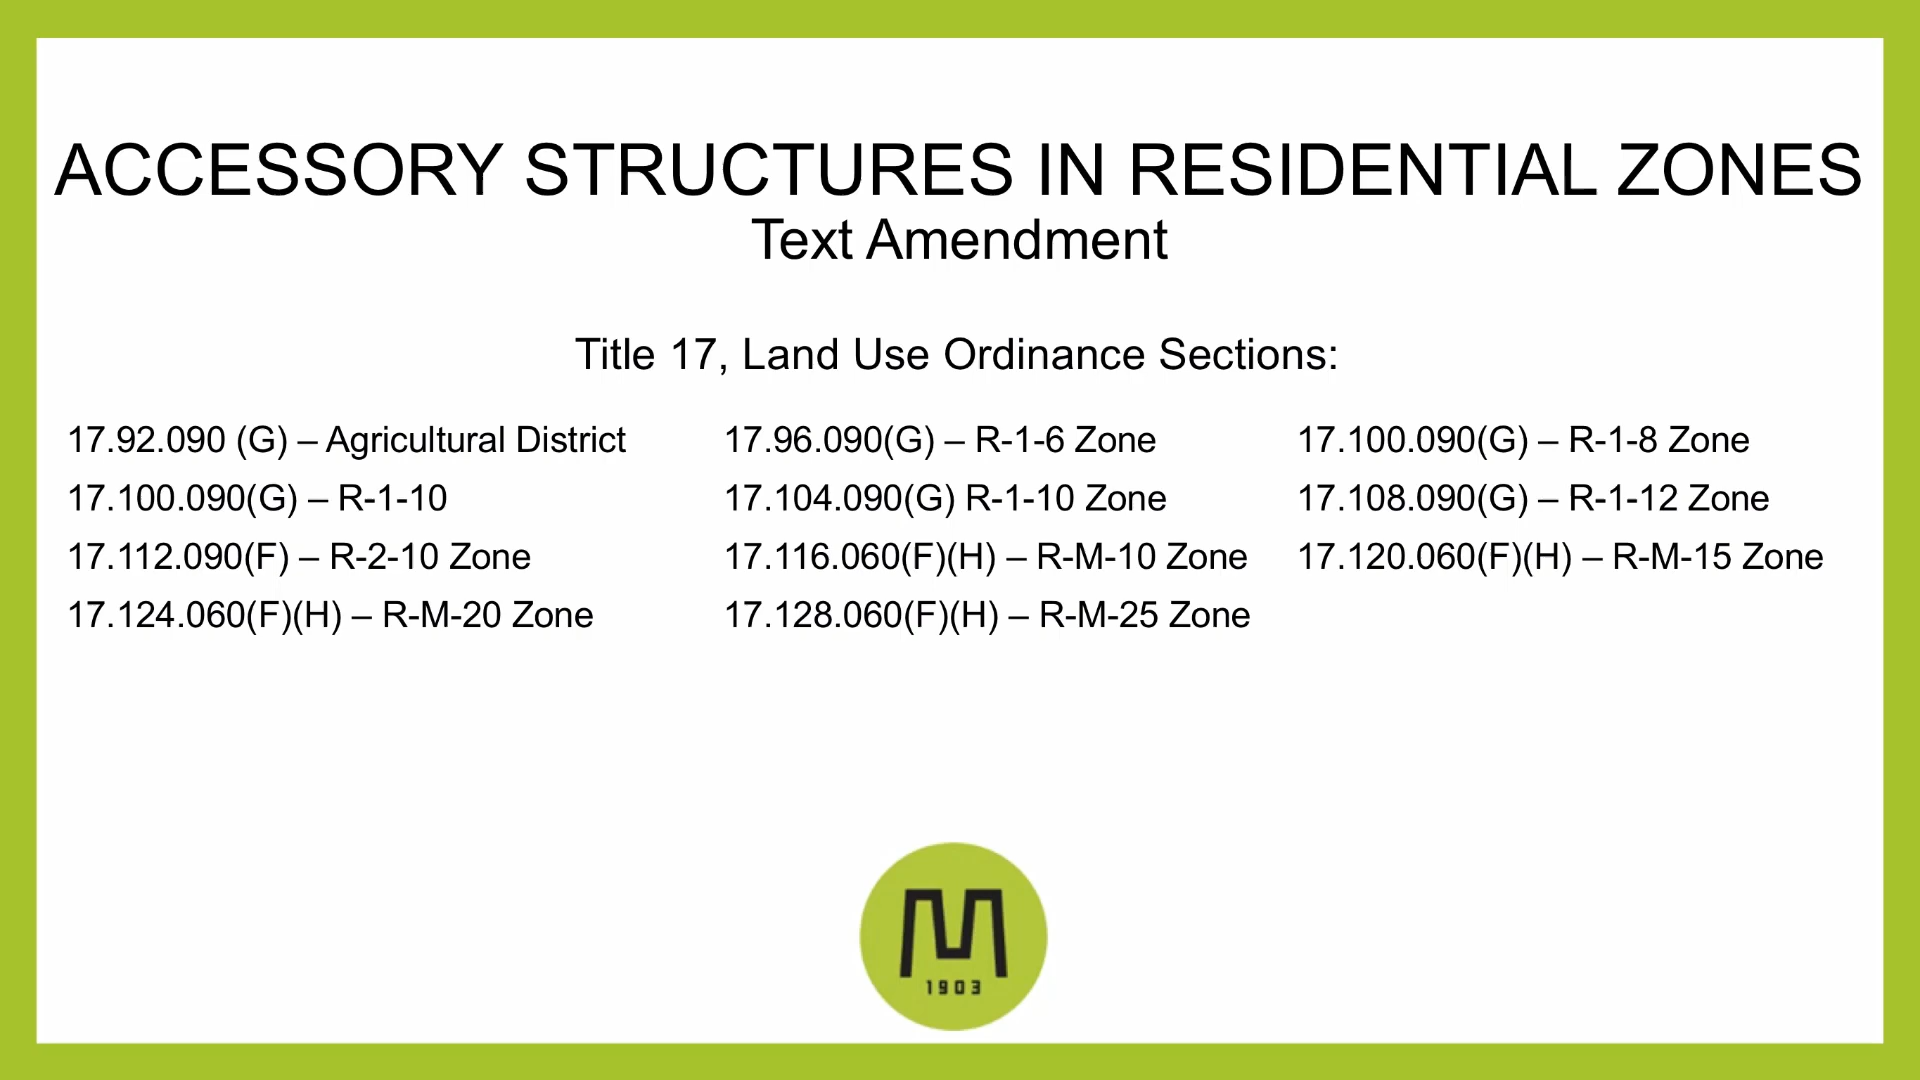 ACCESSORY STRUCTURES IN RESIDENTIAL ZONES
Text Amendment
Title 17, Land Use Ordinance Sections:
17.92.090 (G) – Agricultural District 17.96.090(G) – R-1-6 Zone 17.100.090(G) – R-1-8 Zone
17.100.090(G) – R-1-10 17.104.090(G) R-1-10 Zone 17.108.090(G) – R-1-12 Zone
17.112.090(F) – R-2-10 Zone 17.116.060(F)(H) – R-M-10 Zone 17.120.060(F)(H) – R-M-15 Zone
17.124.060(F)(H) – R-M-20 Zone 17.128.060(F)(H) – R-M-25 Zone
M
1903